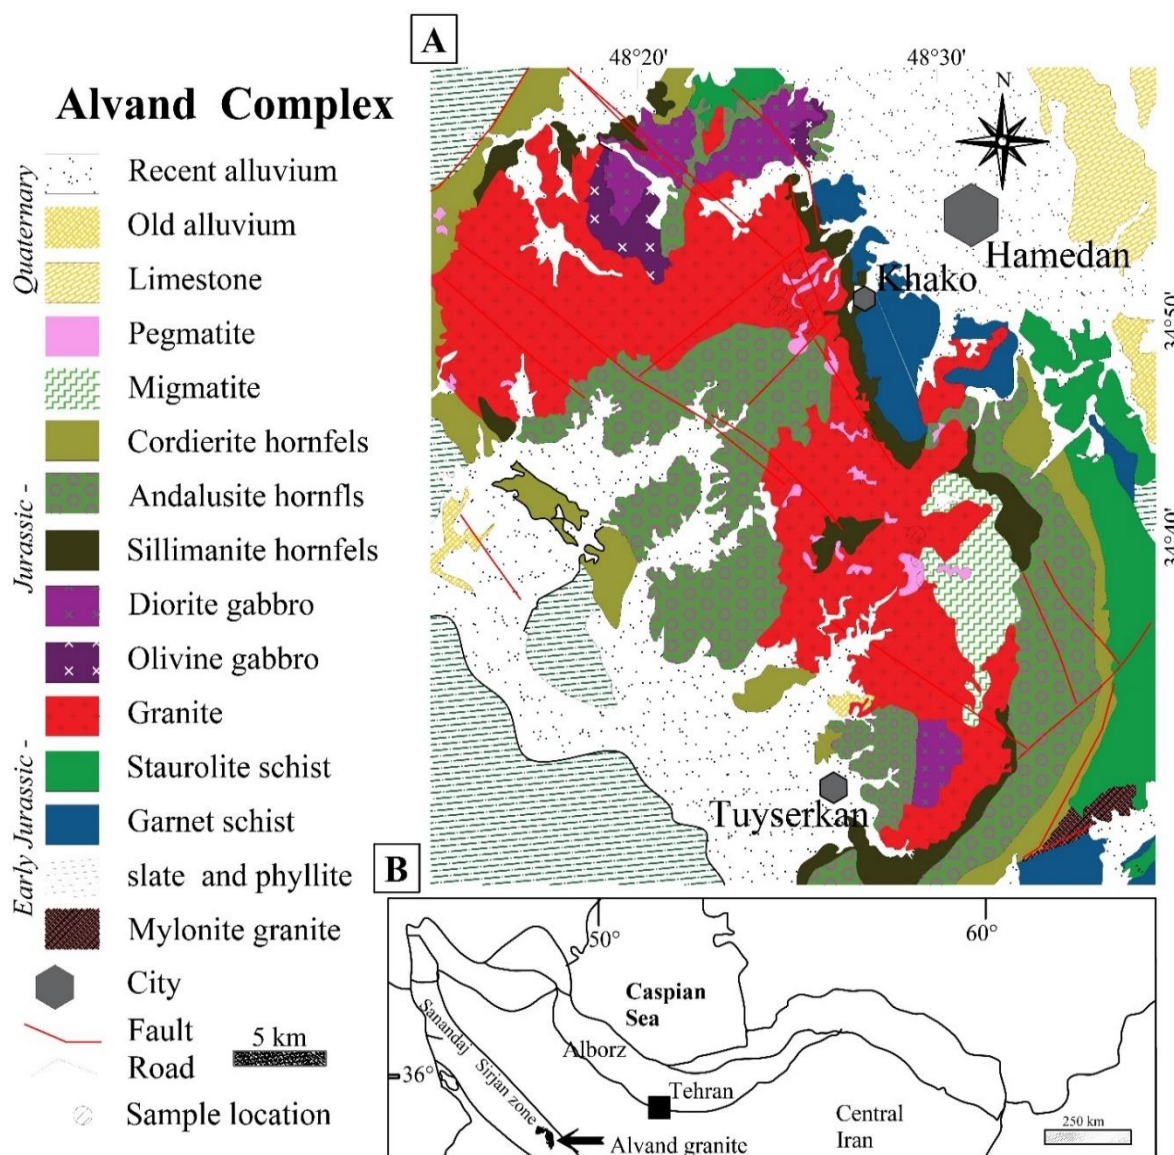 A
48°20'
48°30'
N
Alvand Complex
Quaternary
Jurassic -
Early Jurassic -
Recent alluvium
Old alluvium
Limestone
Pegmatite
Migmatite
Cordierite hornfels
Andalusite hornfls
Sillimanite hornfels
Diorite gabbro
Olivine gabbro
Granite
Staurolite schist
Garnet schist
slate and phyllite
Mylonite granite
City
Fault
Road
5 km
Sample location
Hamedan
Khako
Tuyserkan
34°50'
34°40'
B
50°
60°
36°
Caspian
Sea
Alborz
Tehran
Sanandaj Sirjan zone
Central
Iran
Alvand granite
250 km